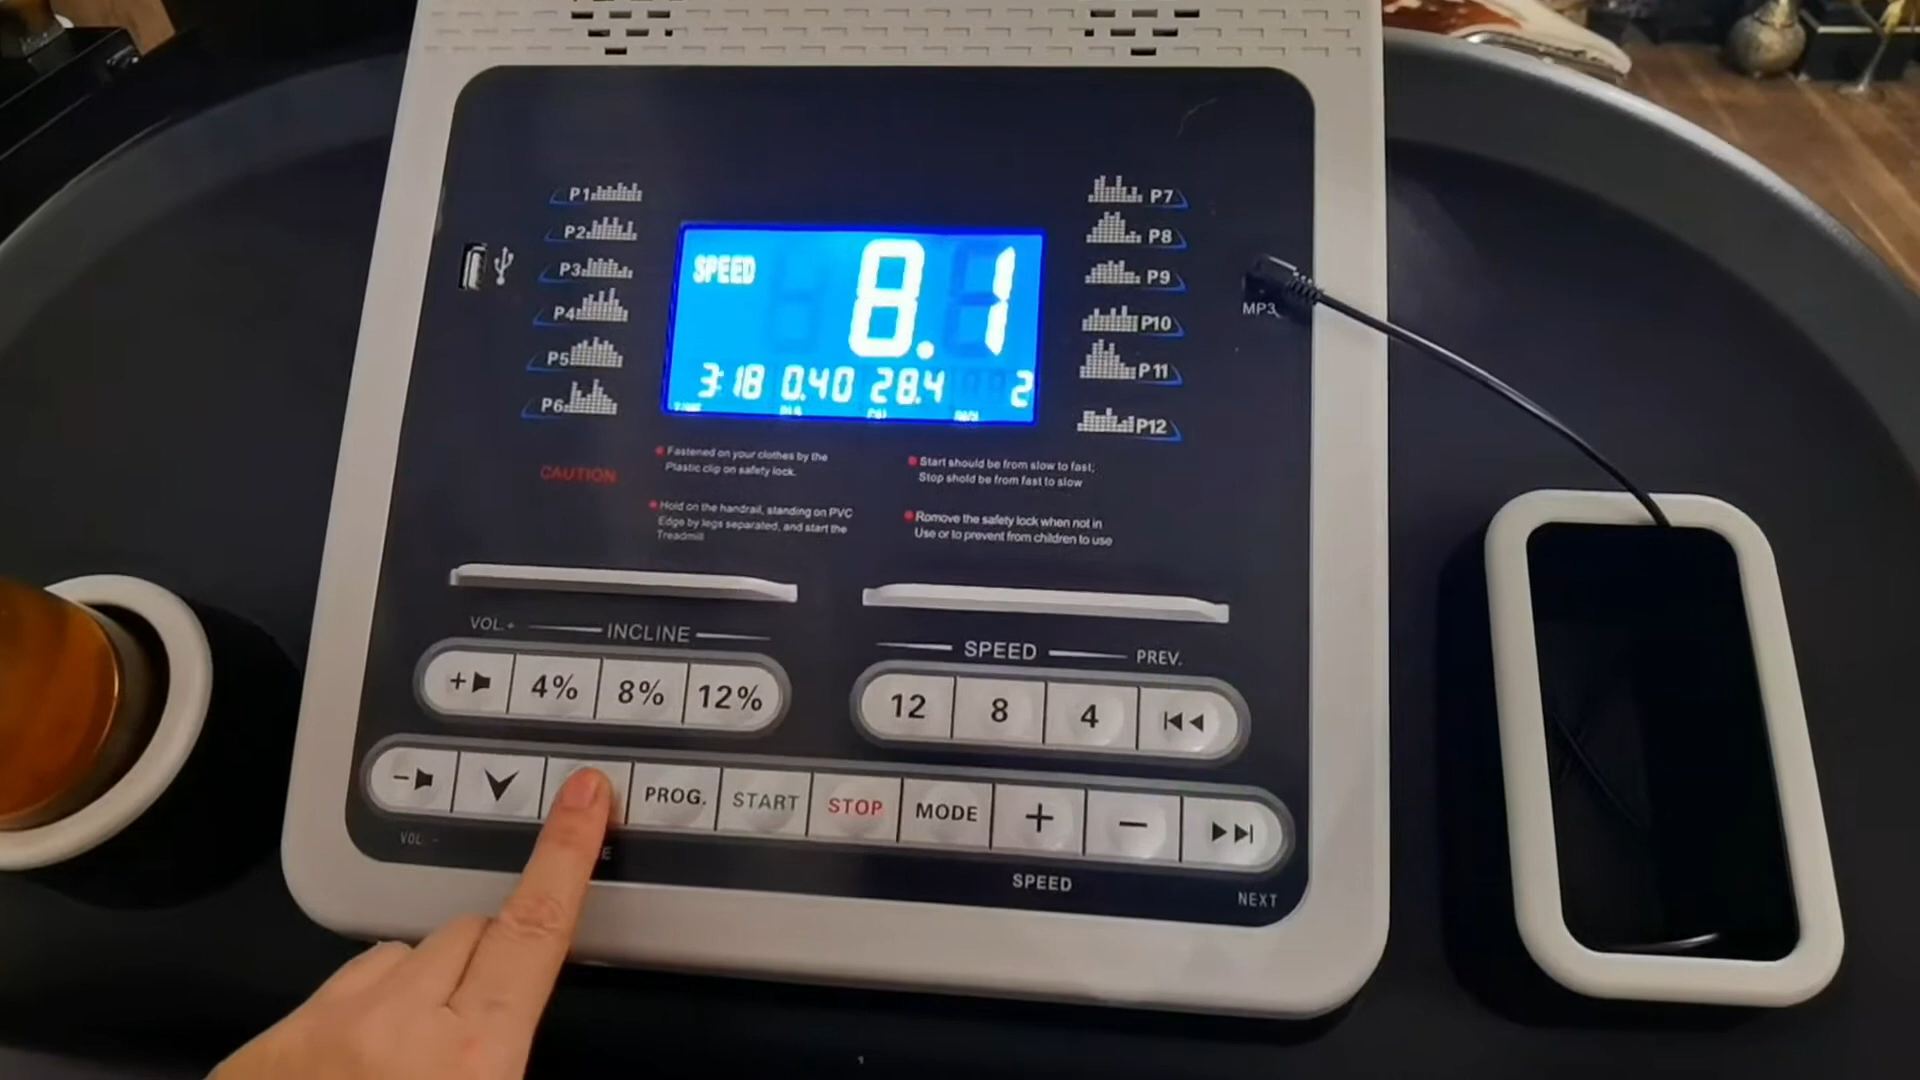 P1
P2
P3
P4
P5
P6
P7
P8
P9
P10
P11
P12
SPEED
8.1
3:18 0.40 28.4 2
MP3
CAUTION
Fastened on your clothes by the
Plastic clip on safety lock.
Hold on the handrail, standing on PVC
Edge by legs separated, and start the
Treadmill
Start should be from slow to fast;
Stop shold be from fast to slow
Romove the safety lock when not in
Use or to prevent from children to use
VOL.+ INCLINE
+ 4% 8% 12%
SPEED PREV.
12 8 4
− PROG. START STOP MODE + −
VOL −
SPEED
NEXT